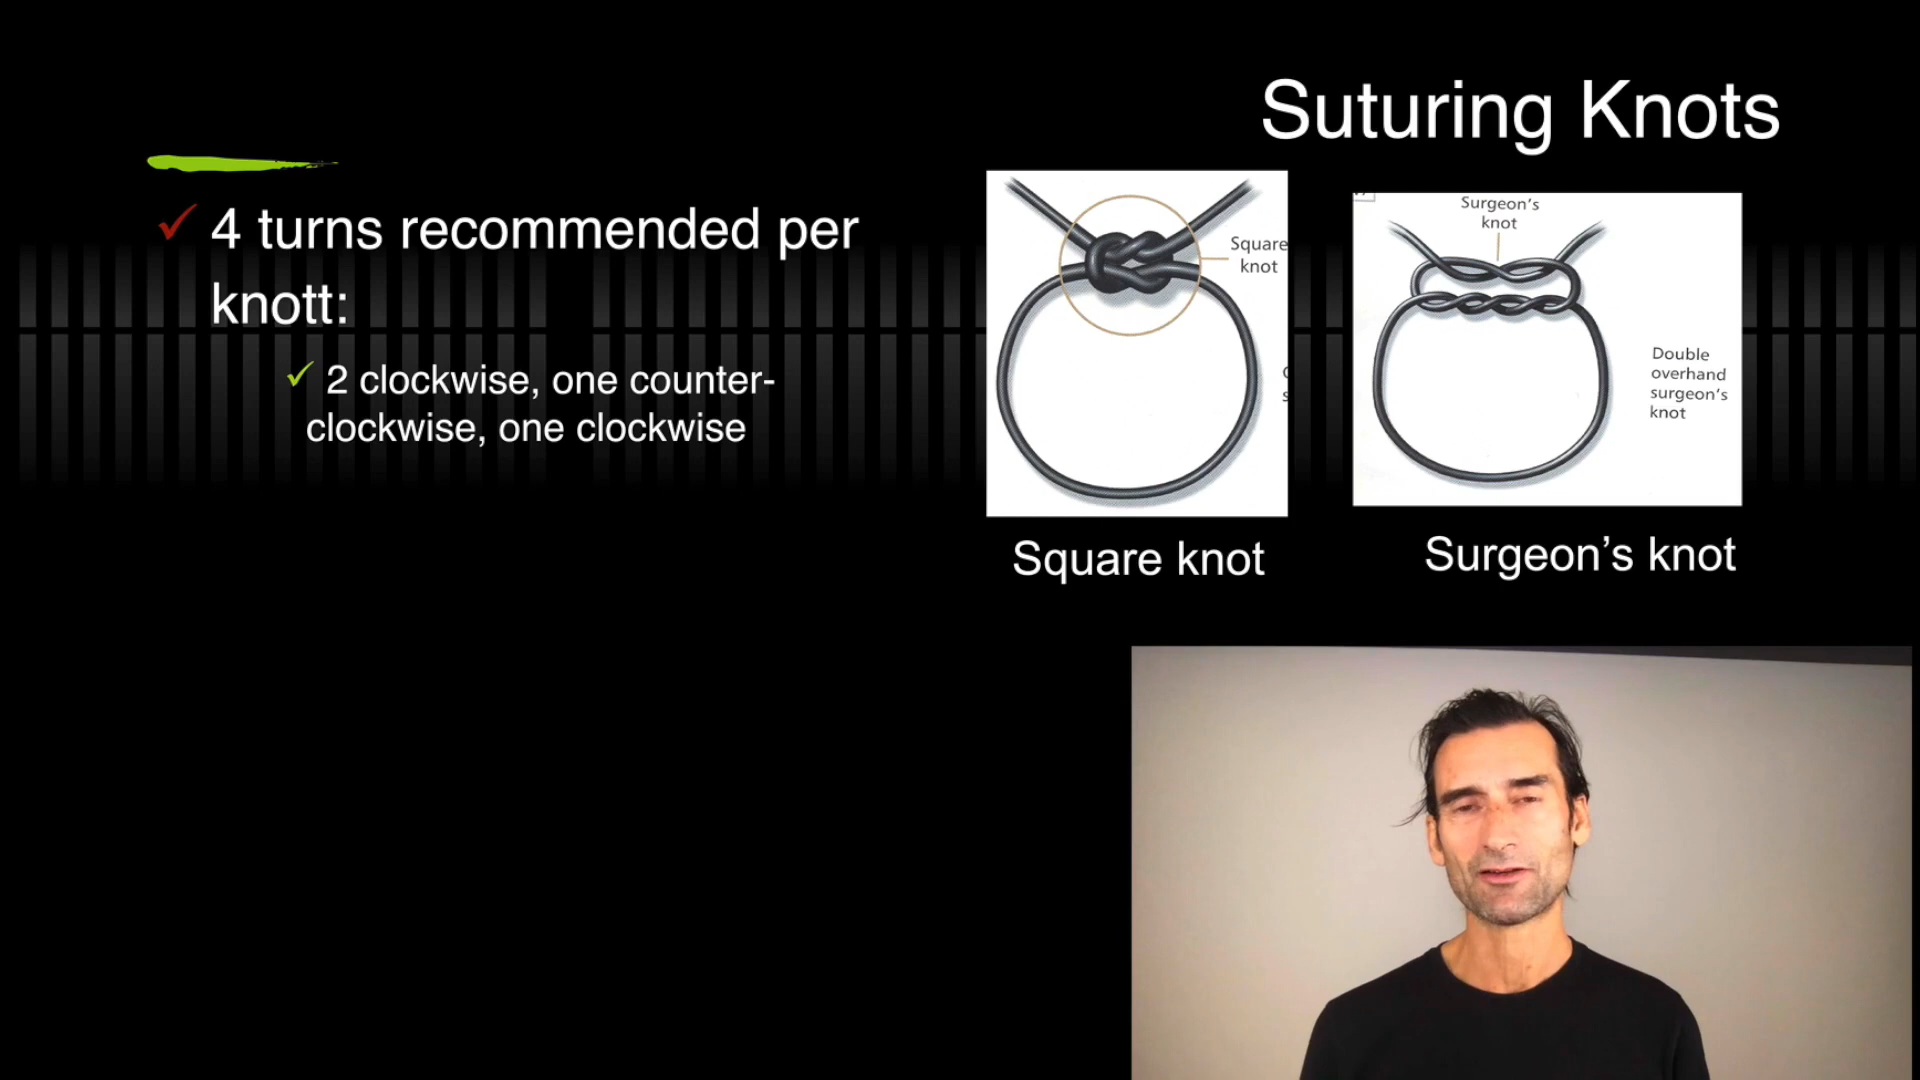 Suturing Knots
4 turns recommended per
knott:
2 clockwise, one counter-
clockwise, one clockwise
Square
knot
Square knot
Surgeon's
knot
Double
overhand
surgeon's
knot
Surgeon's knot